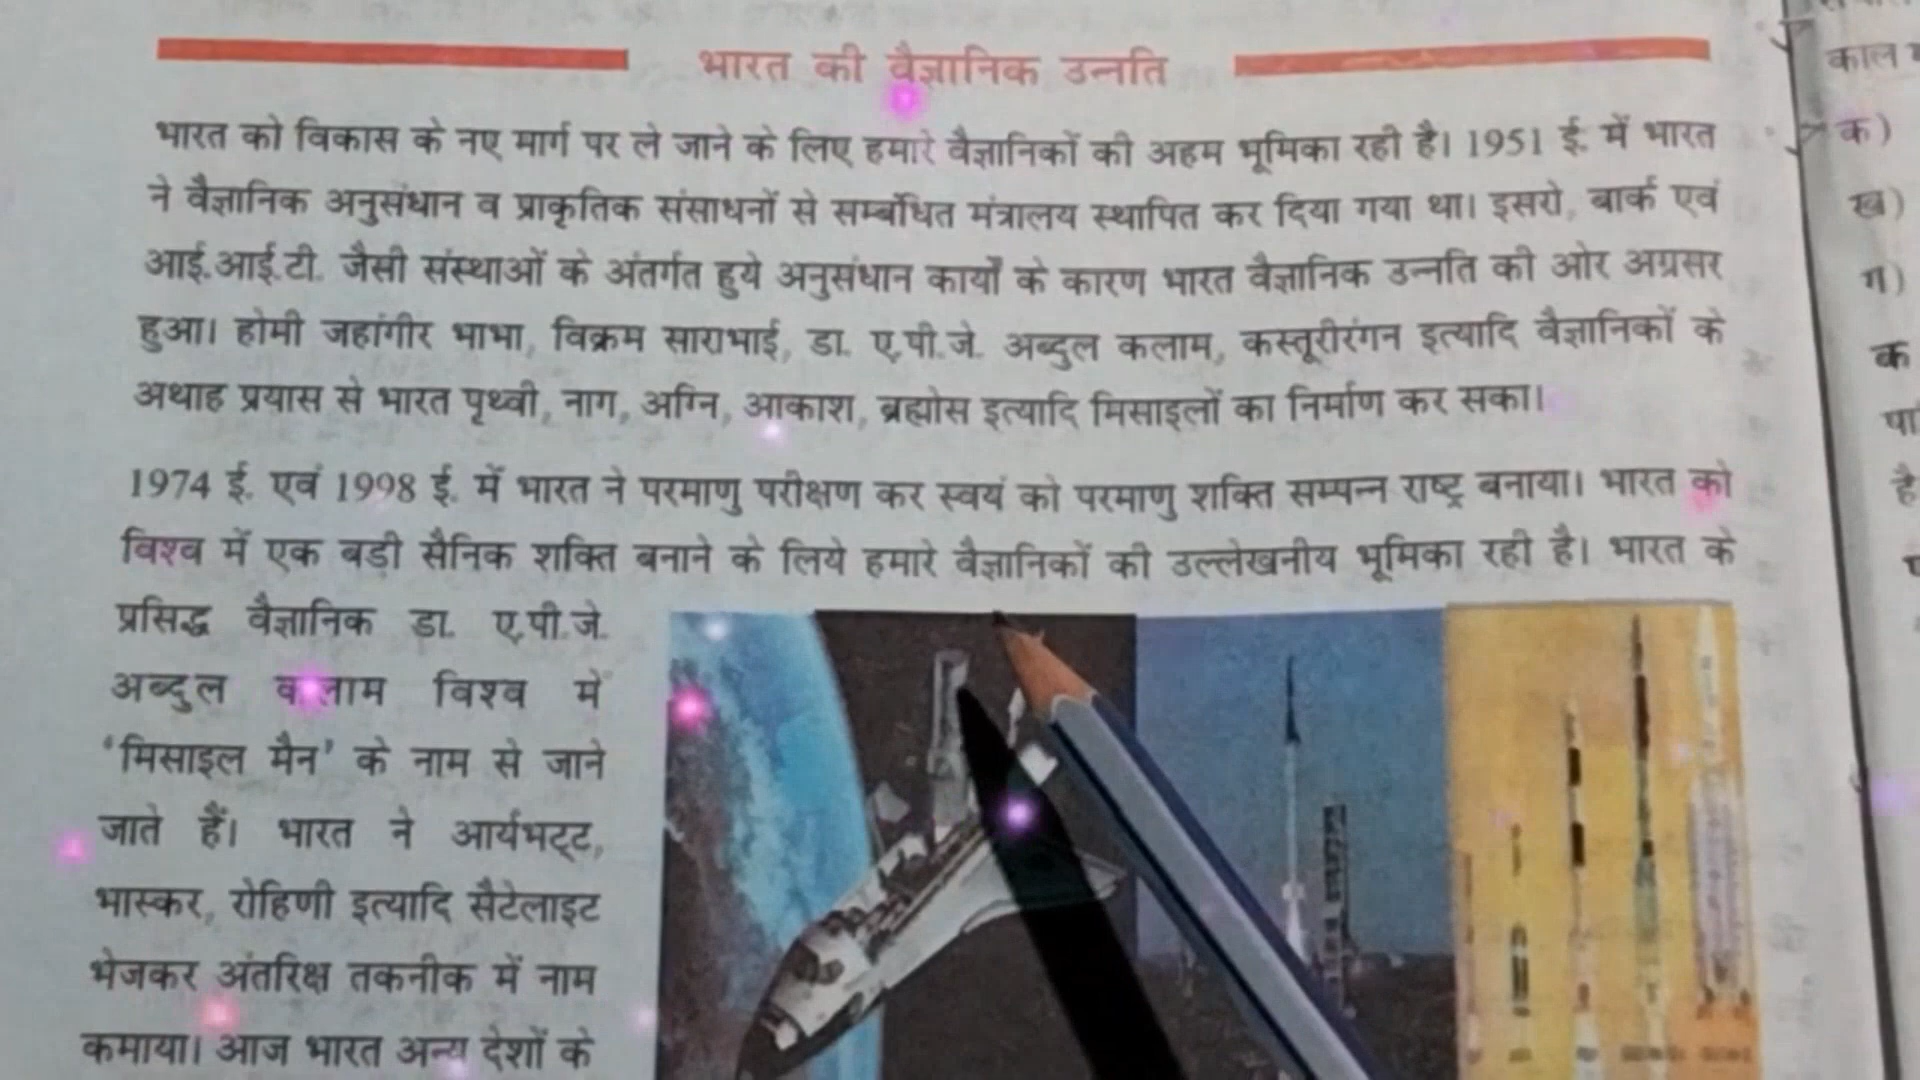 भारत की वैज्ञानिक उन्नति
भारत को विकास के नए मार्ग पर ले जाने के लिए हमारे वैज्ञानिकों की अहम भूमिका रही है। 1951 ई. में भारत
ने वैज्ञानिक अनुसंधान व प्राकृतिक संसाधनों से सम्बंधित मंत्रालय स्थापित कर दिया गया था। इसरो, बार्क एवं
आई.आई.टी. जैसी संस्थाओं के अंतर्गत हुये अनुसंधान कार्यों के कारण भारत वैज्ञानिक उन्नति की ओर अग्रसर
हुआ। होमी जहांगीर भाभा, विक्रम साराभाई, डा. ए.पी.जे. अब्दुल कलाम, कस्तूरीरंगन इत्यादि वैज्ञानिकों के
अथाह प्रयास से भारत पृथ्वी, नाग, अग्नि, आकाश, ब्रह्मोस इत्यादि मिसाइलों का निर्माण कर सका।
1974 ई. एवं 1998 ई. में भारत ने परमाणु परीक्षण कर स्वयं को परमाणु शक्ति सम्पन्न राष्ट्र बनाया। भारत को
विश्व में एक बड़ी सैनिक शक्ति बनाने के लिये हमारे वैज्ञानिकों की उल्लेखनीय भूमिका रही है। भारत के
प्रसिद्ध वैज्ञानिक डा. ए.पी.जे.
अब्दुल कलाम विश्व में
'मिसाइल मैन' के नाम से जाने
जाते हैं। भारत ने आर्यभट्ट,
भास्कर, रोहिणी इत्यादि सैटेलाइट
भेजकर अंतरिक्ष तकनीक में नाम
कमाया। आज भारत अन्य देशों के
काल
क)
ख)
ग)
क
है